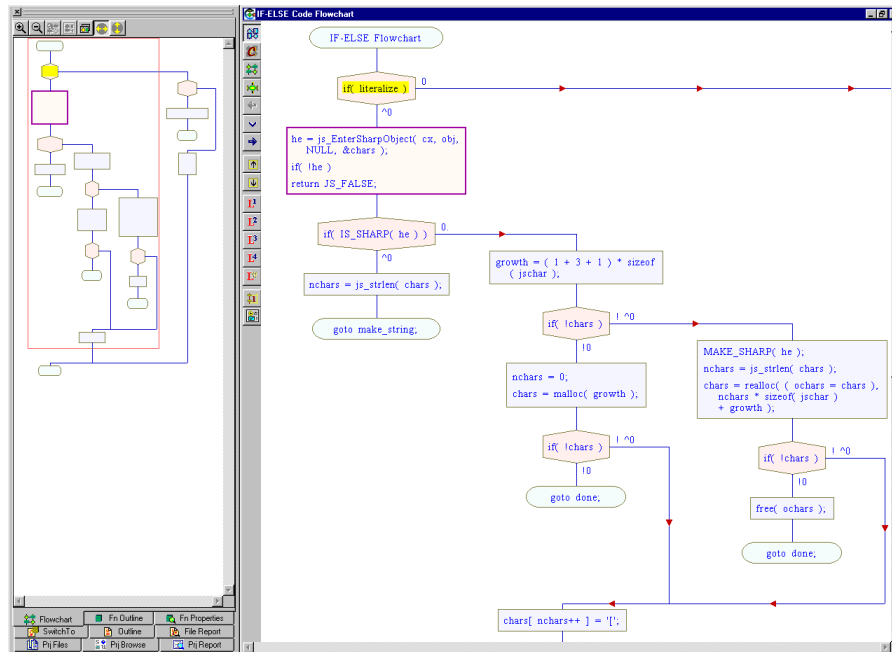 IF-ELSE Code Flowchart
IF-ELSE Flowchart
if( literalize )
0
^0
he = js_EnterSharpObject( cx, obj,
NULL, &chars );
if( !he )
return JS_FALSE;
if( IS_SHARP( he ) )
0.
^0
nchars = js_strlen( chars );
goto make_string;
growth = ( 1 + 3 + 1 ) * sizeof
( jschar );
if( !chars )
! ^0
!0
nchars = 0;
chars = malloc( growth );
if( !chars )
! ^0
!0
goto done;
MAKE_SHARP( he );
nchars = js_strlen( chars );
chars = realloc( ( ochars = chars ),
nchars * sizeof( jschar )
+ growth );
if( !chars )
! ^0
!0
free( ochars );
goto done;
chars[ nchars++ ] = '[';
L1
L2
L3
L4
Flowchart
Fn Outline
Fn Properties
SwitchTo
Outline
File Report
Prj Files
Prj Browse
Prj Report